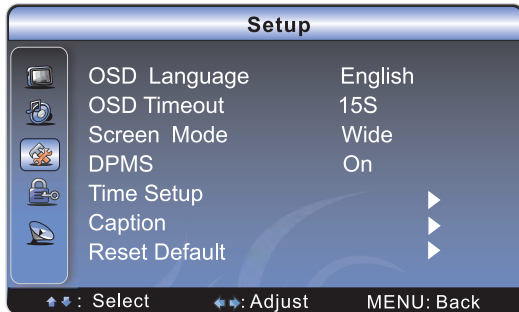 Setup
OSD Language English
OSD Timeout 15S
Screen Mode Wide
DPMS On
Time Setup
Caption
Reset Default
: Select : Adjust MENU: Back